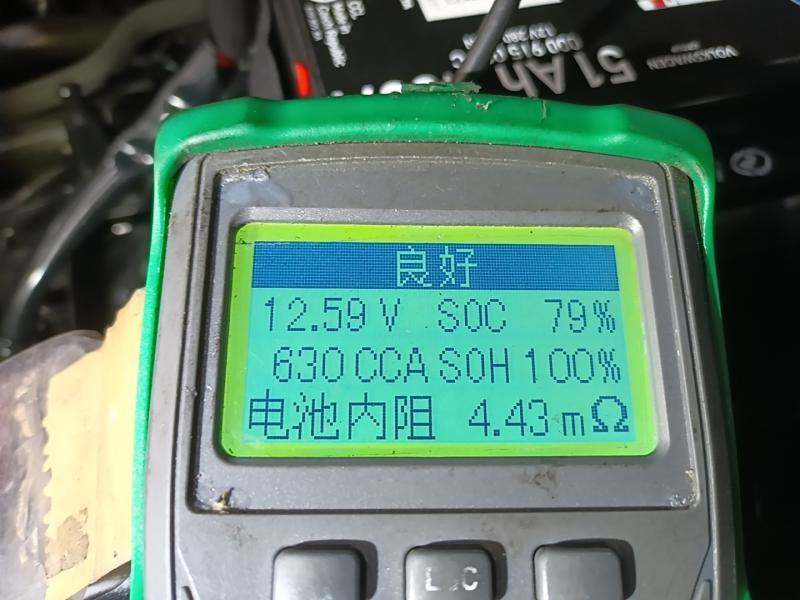 51Ah
VOLKSWAGEN
良好
12.59 V SOC 79%
630 CCA SOH 100%
电池内阻 4.43 mΩ